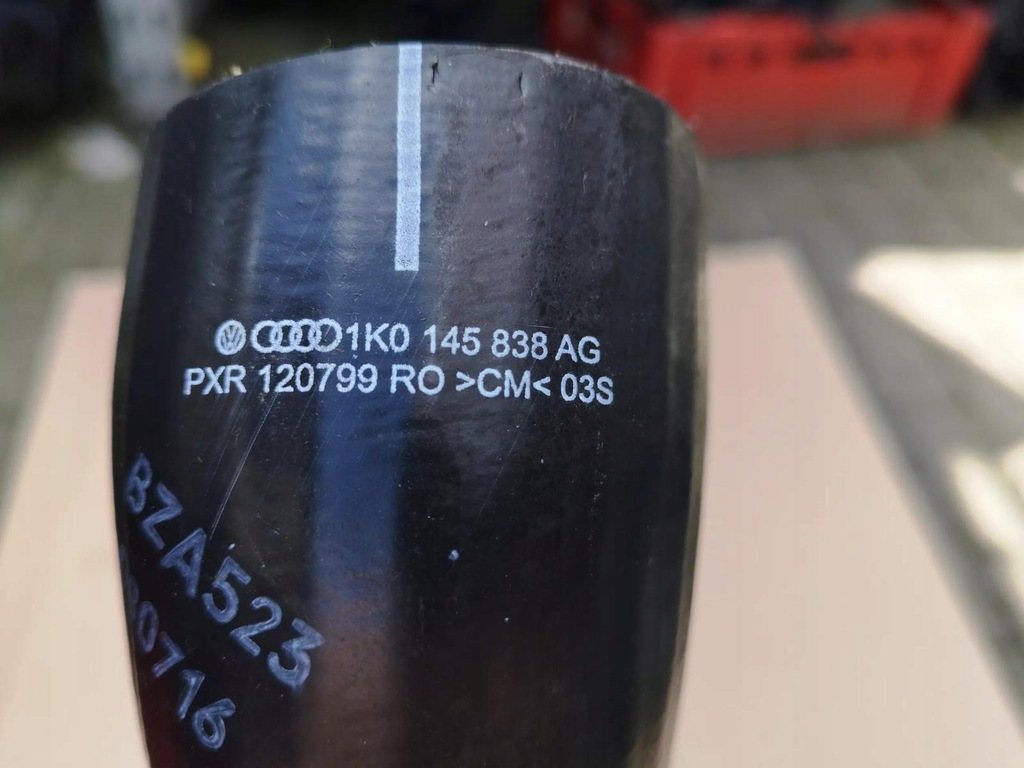 1K0 145 838 AG
PXR 120799 RO >CM< 03S
BZA523